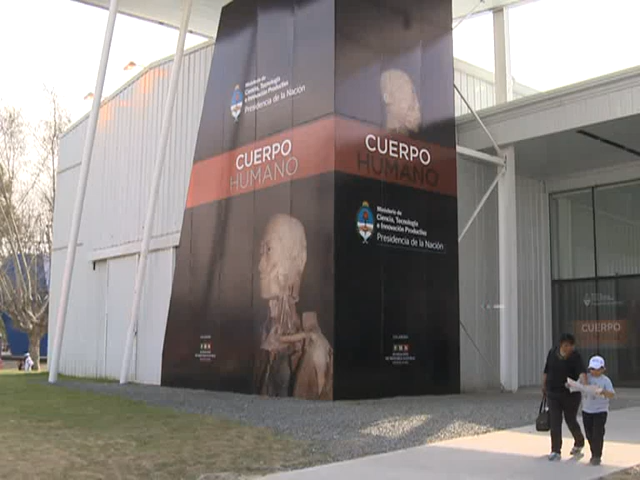 Ministerio de
Ciencia, Tecnología
e Innovación Productiva
Presidencia de la Nación
CUERPO
HUMANO
CUERPO
HUMANO
Ministerio de
Ciencia, Tecnología
e Innovación Productiva
Presidencia de la Nación
CUERPO